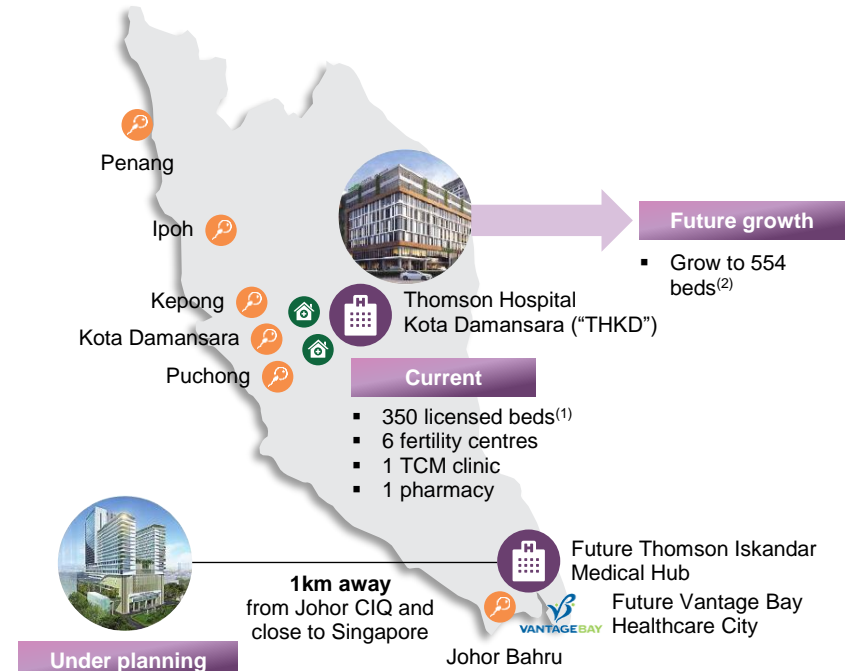 Penang
Ipoh
Future growth
▪ Grow to 554
beds(2)
Kepong
Kota Damansara
Puchong
H
Thomson Hospital
Kota Damansara (“THKD”)
Current
▪ 350 licensed beds(1)
▪ 6 fertility centres
▪ 1 TCM clinic
▪ 1 pharmacy
1km away
from Johor CIQ and
close to Singapore
H
Future Thomson Iskandar
Medical Hub
VANTAGEBAY
Future Vantage Bay
Healthcare City
Johor Bahru
Under planning